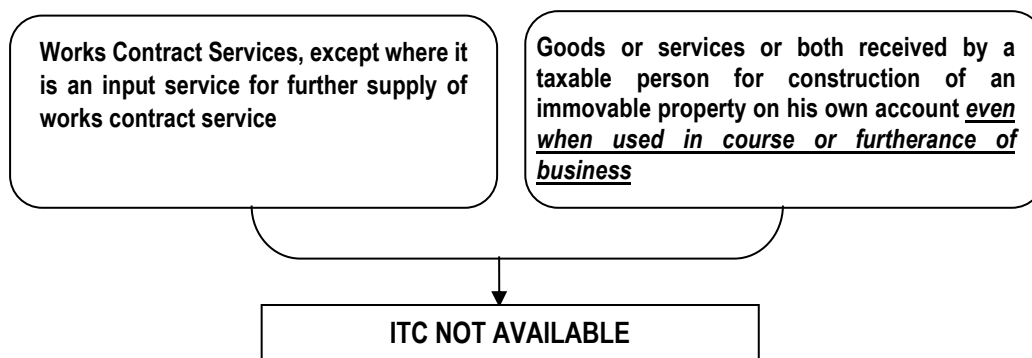 Works Contract Services, except where it
is an input service for further supply of
works contract service
Goods or services or both received by a
taxable person for construction of an
immovable property on his own account even
when used in course or furtherance of
business
ITC NOT AVAILABLE